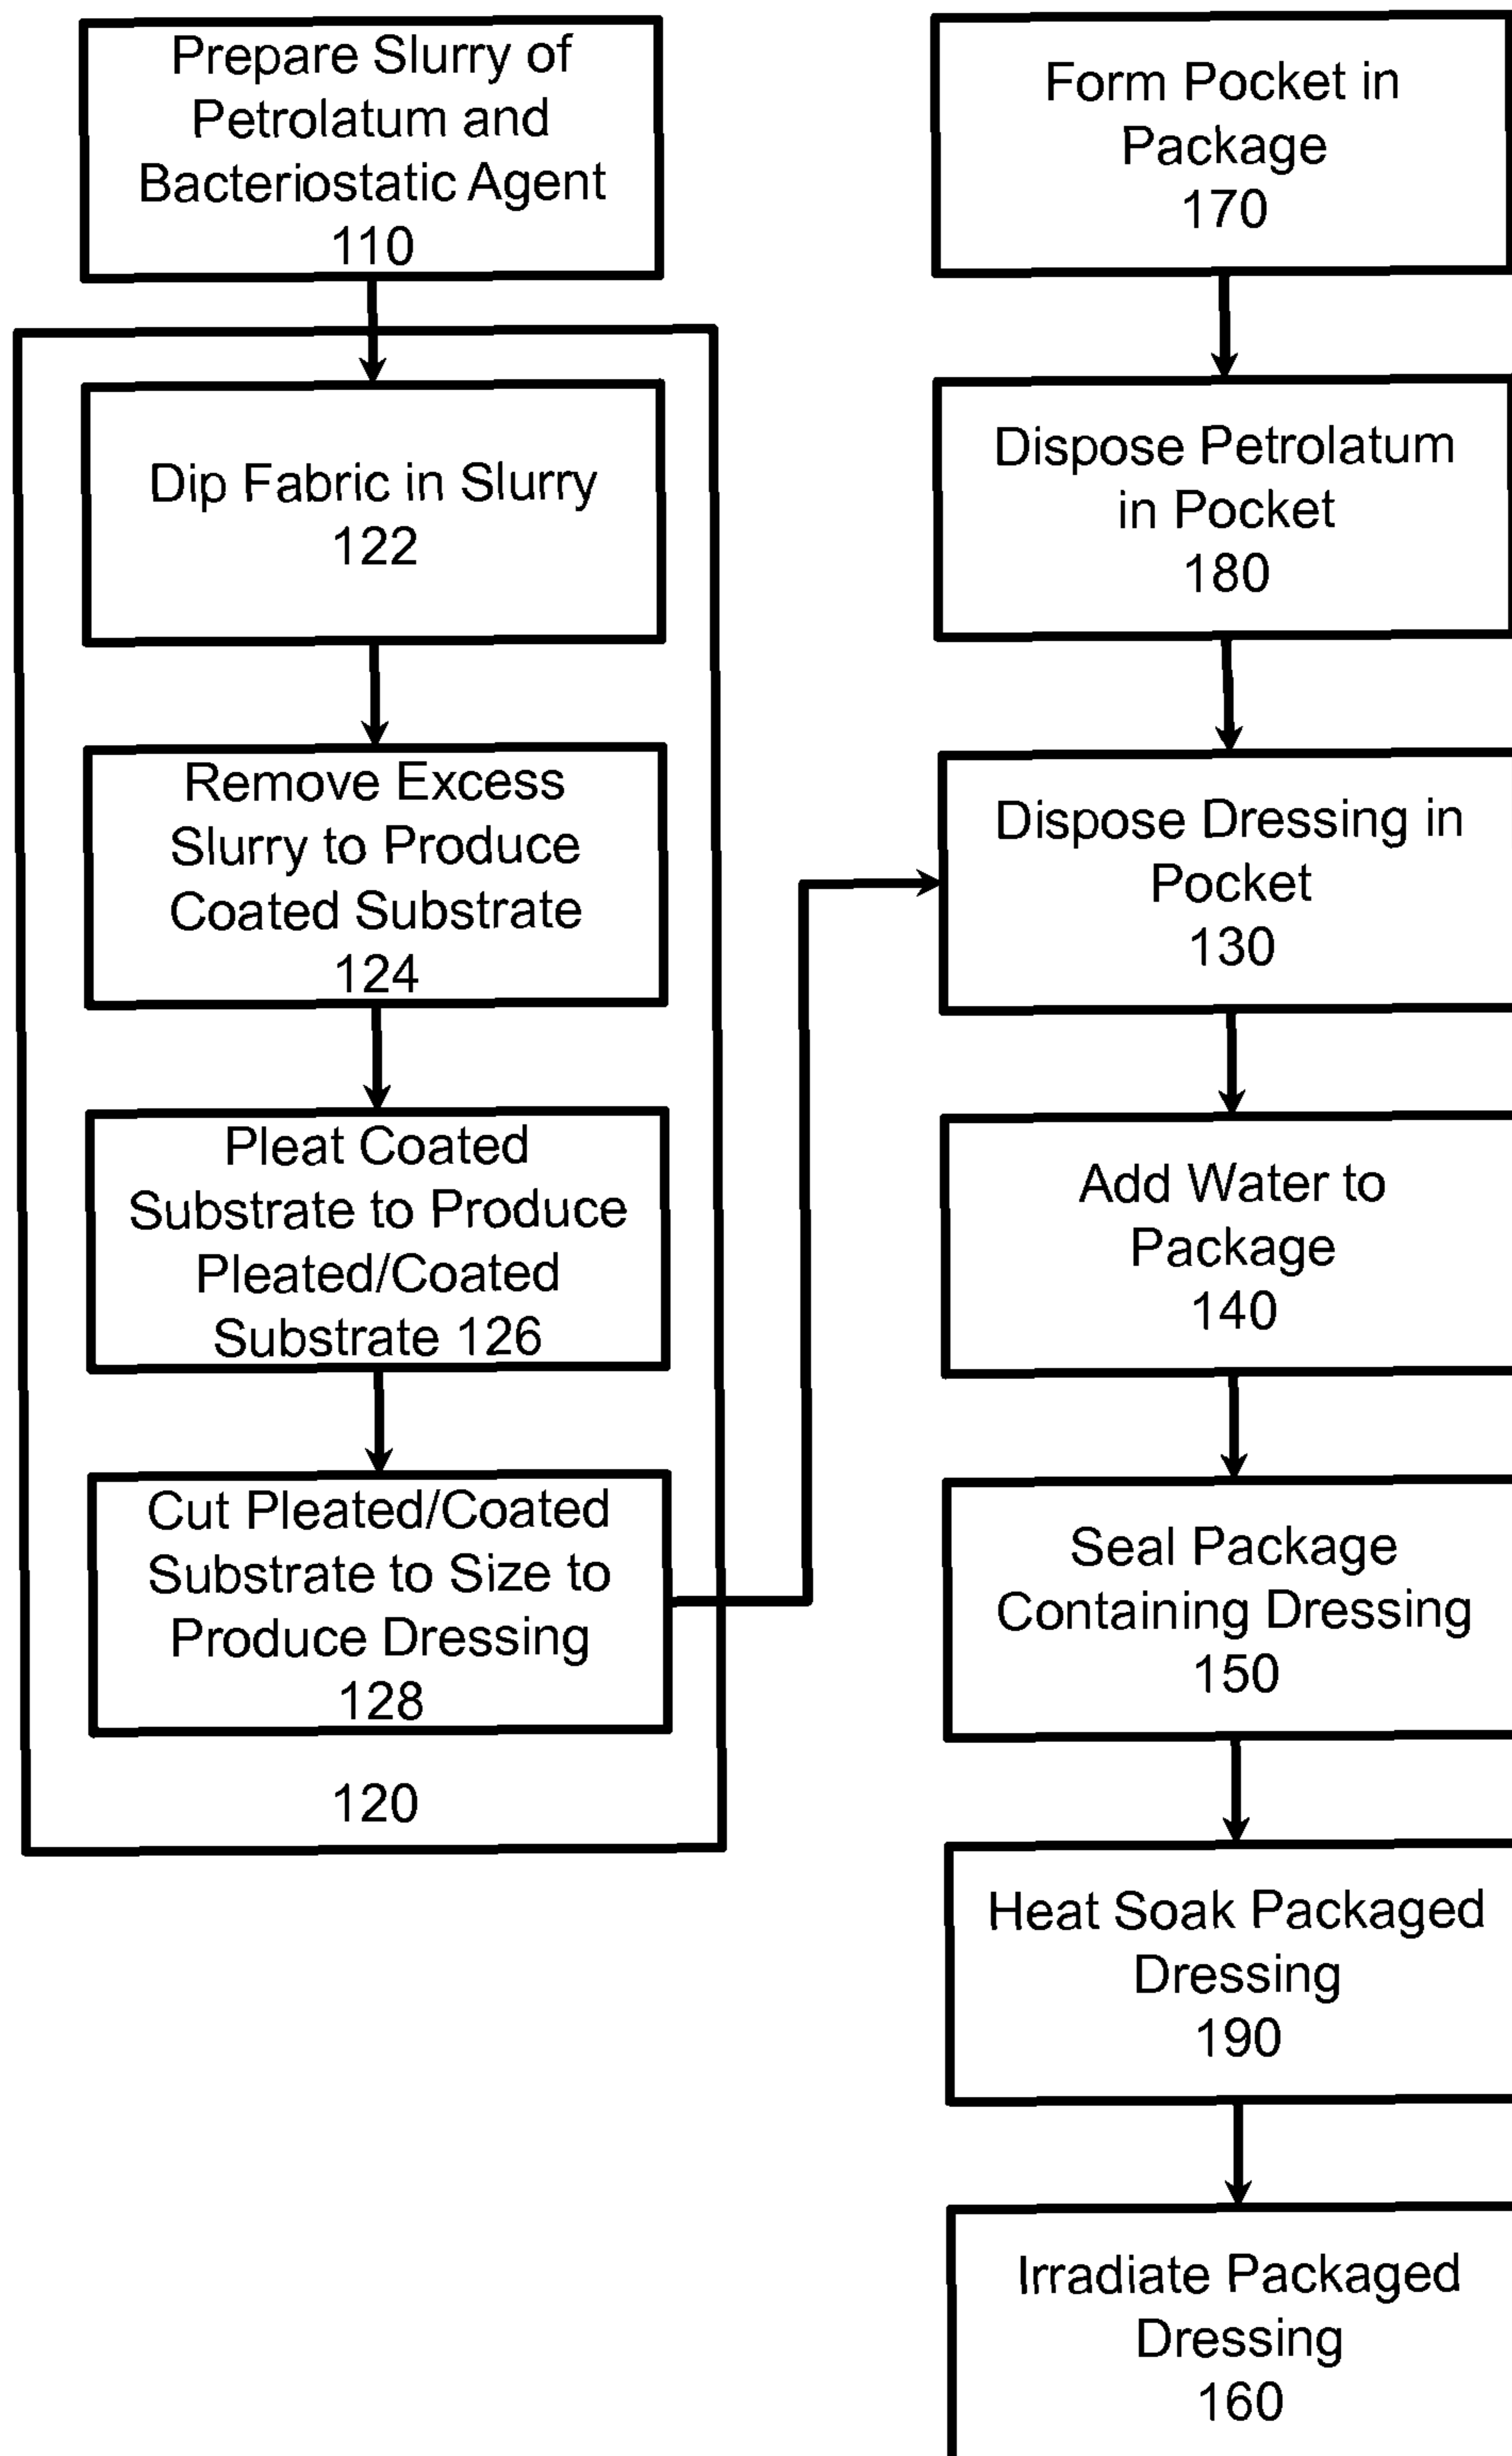 Prepare Slurry of
Petrolatum and
Bacteriostatic Agent
110
Dip Fabric in Slurry
122
Remove Excess
Slurry to Produce
Coated Substrate
124
Pleat Coated
Substrate to Produce
Pleated/Coated
Substrate 126
Cut Pleated/Coated
Substrate to Size to
Produce Dressing
128
120
Form Pocket in
Package
170
Dispose Petrolatum
in Pocket
180
Dispose Dressing in
Pocket
130
Add Water to
Package
140
Seal Package
Containing Dressing
150
Heat Soak Packaged
Dressing
190
Irradiate Packaged
Dressing
160